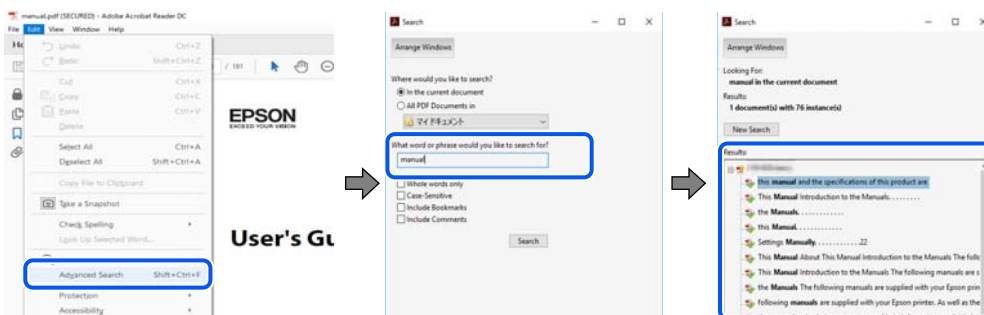 manual.pdf (SECURED) - Adobe Acrobat Reader DC
File Edit View Window Help
Undo Ctrl+Z
Redo Shift+Ctrl+Z
Cut Ctrl+X
Copy Ctrl+C
Paste Ctrl+V
Delete
Select All Ctrl+A
Deselect All Shift+Ctrl+A
Copy File to Clipboard
Take a Snapshot
Check Spelling
Look Up Selected Word...
Advanced Search Shift+Ctrl+F
Protection
Accessibility
/ 191
EPSON
EXCEED YOUR VISION
User's Gu
Search
Arrange Windows
Where would you like to search?
In the current document
All PDF Documents in
マイ ドキュメント
What word or phrase would you like to search for?
manual
Whole words only
Case-Sensitive
Include Bookmarks
Include Comments
Search
Search
Arrange Windows
Looking For:
manual in the current document
Results:
1 document(s) with 76 instance(s)
New Search
Results:
this manual and the specifications of this product are
This Manual Introduction to the Manuals. . . . . . . . .
the Manuals. . . . . . . . . . . . .
this Manual. . . . . . . . . . . . .
Settings Manually. . . . . . . . . . . . .22
This Manual About This Manual Introduction to the Manuals The follo
This Manual Introduction to the Manuals The following manuals are s
the Manuals The following manuals are supplied with your Epson prin
following manuals are supplied with your Epson printer. As well as the